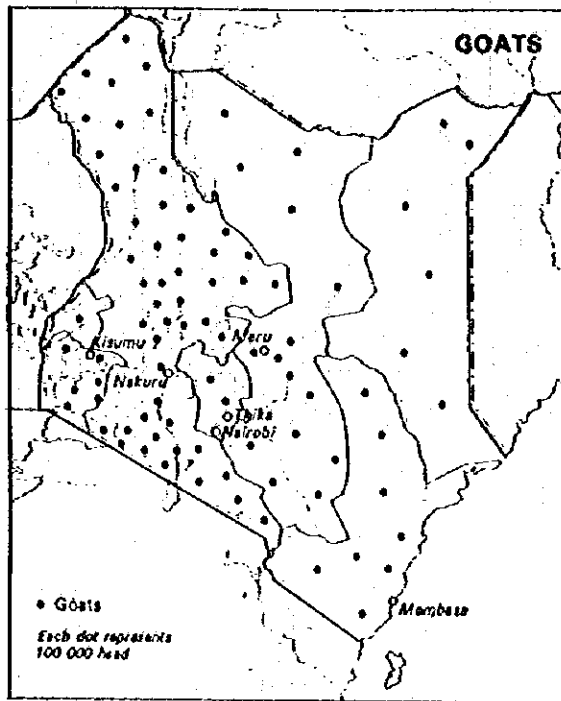 GOATS
Meru
Kisumu
Nakuru
Thika
Nairobi
Mombasa
Goats
Each dot represents
100 000 head